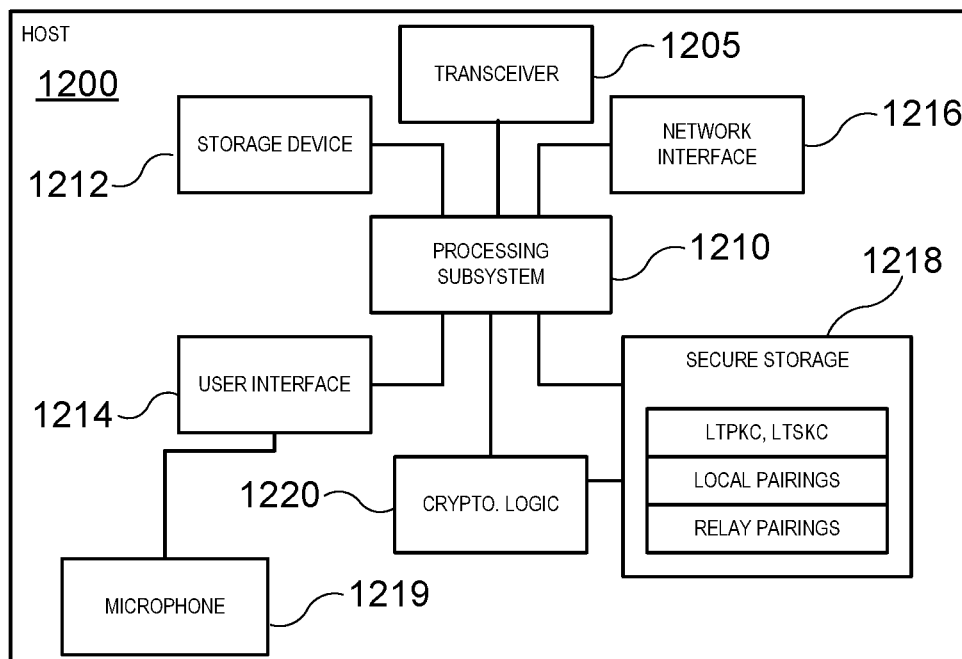 HOST
1200
TRANSCEIVER
1205
STORAGE DEVICE
1212
NETWORK
INTERFACE
1216
PROCESSING
SUBSYSTEM
1210
1218
SECURE STORAGE
LTPKC, LTSKC
LOCAL PAIRINGS
RELAY PAIRINGS
USER INTERFACE
1214
1220
CRYPTO. LOGIC
MICROPHONE
1219